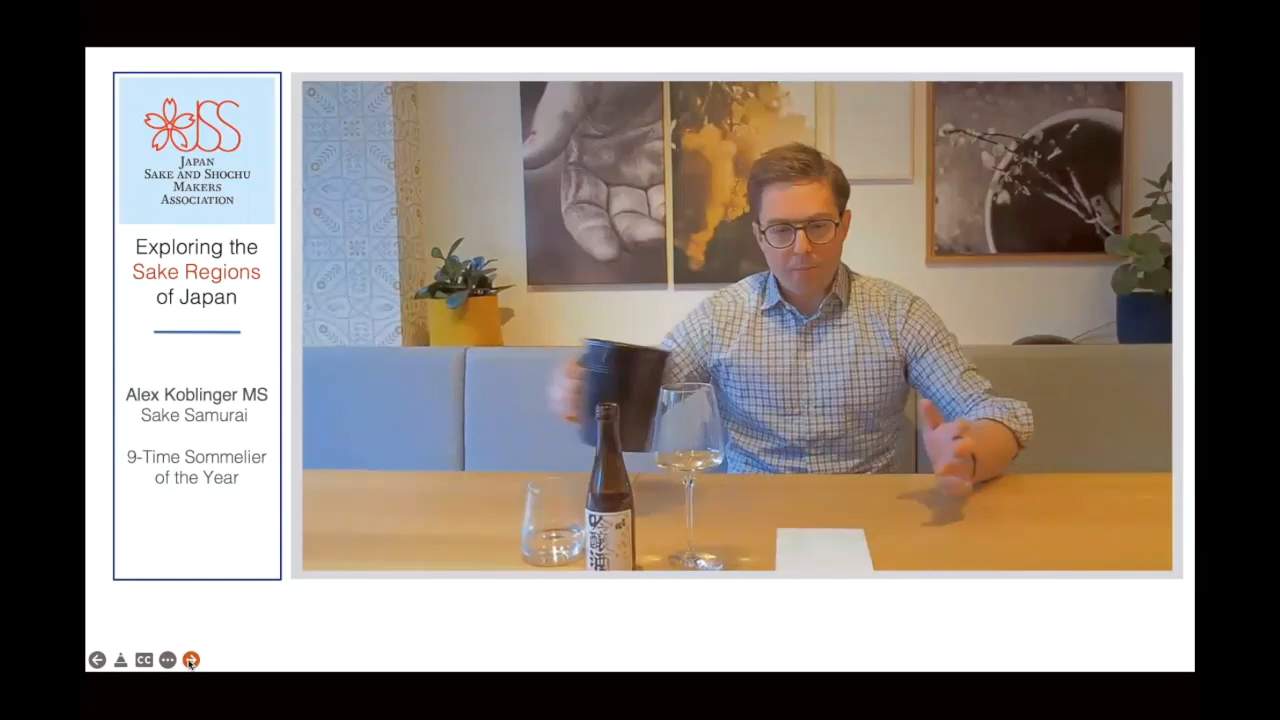 JSS
JAPAN
SAKE AND SHOCHU
MAKERS
ASSOCIATION
Exploring the
Sake Regions
of Japan
Alex Koblinger MS
Sake Samurai
9-Time Sommelier
of the Year
CC